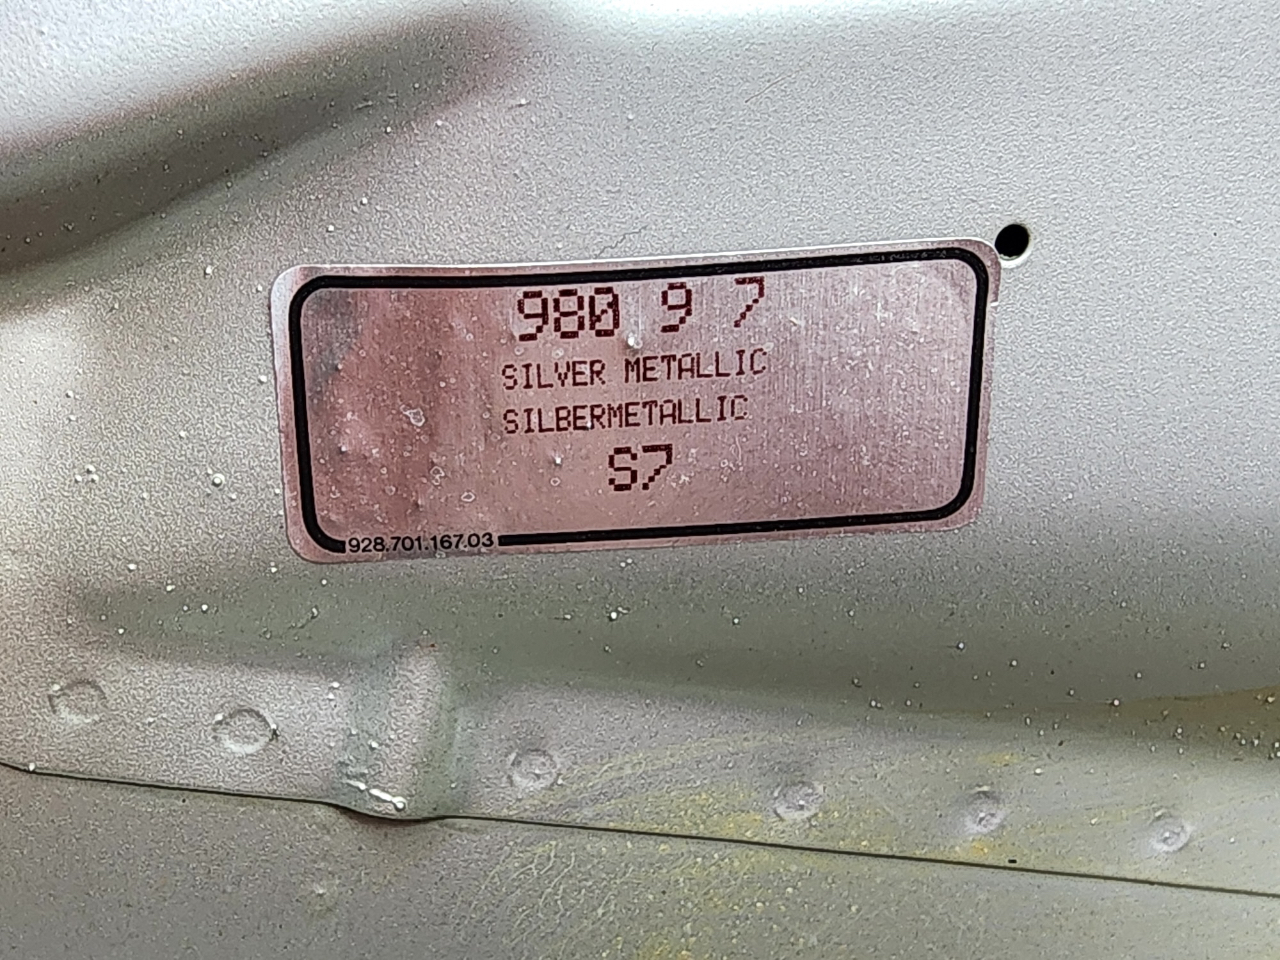 980 9 7
SILVER METALLIC
SILBERMETALLIC
S7
928.701.167.03